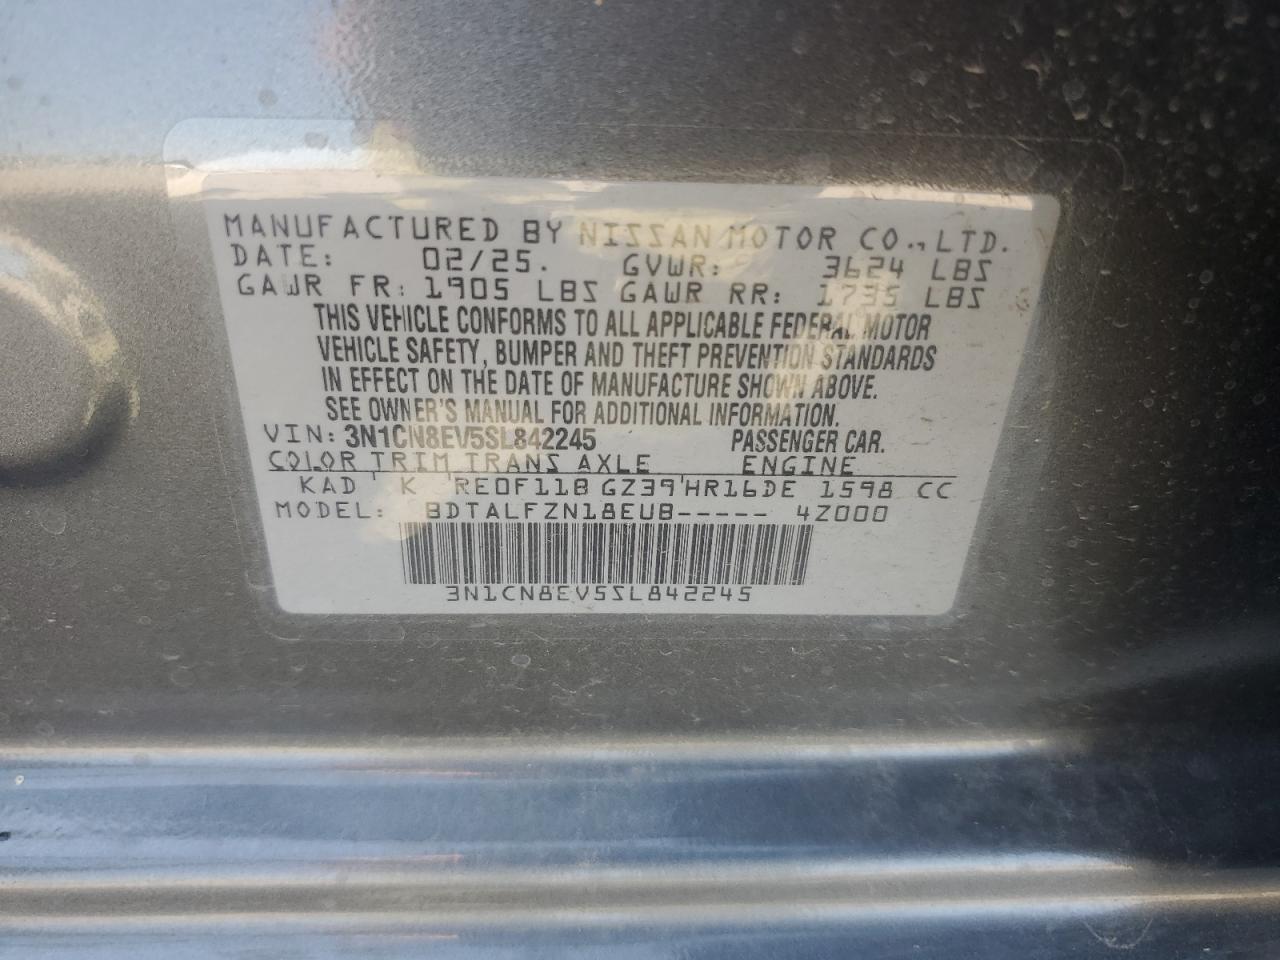 MANUFACTURED BY NISSAN MOTOR CO., LTD.
DATE: 02/25. GVWR: 3624 LBS
GAWR FR: 1905 LBS GAWR RR: 1735 LBS
THIS VEHICLE CONFORMS TO ALL APPLICABLE FEDERAL MOTOR
VEHICLE SAFETY, BUMPER AND THEFT PREVENTION STANDARDS
IN EFFECT ON THE DATE OF MANUFACTURE SHOWN ABOVE.
SEE OWNER'S MANUAL FOR ADDITIONAL INFORMATION.
VIN: 3N1CN8EV5SL842245 PASSENGER CAR.
COLOR TRIM TRANS AXLE ENGINE
KAD K RE0F11B GZ39 HR16DE 1598 CC
MODEL: BDTALFZN18EUB----- 4Z000
3N1CN8EV5SL842245